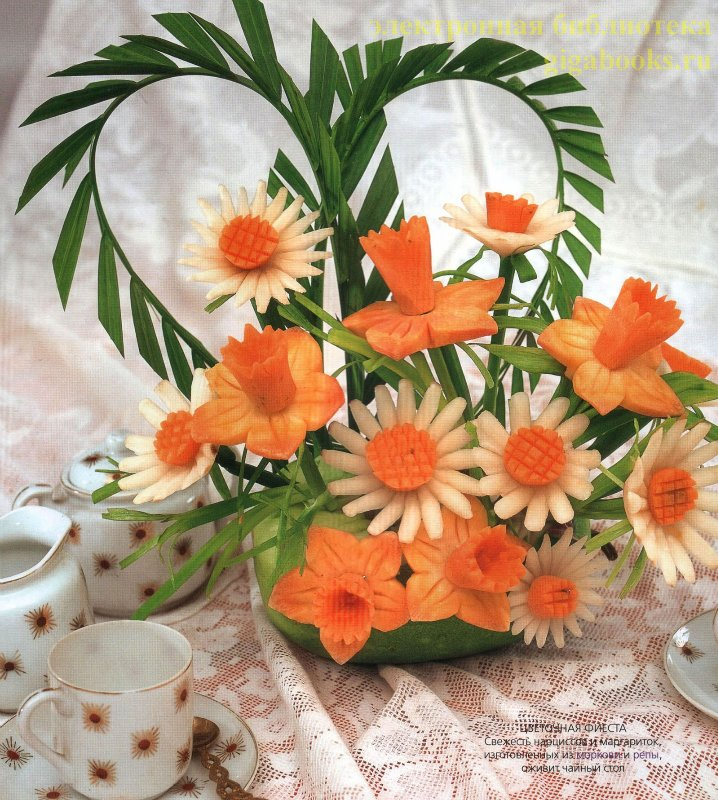 электронная библиотека
gigabooks.ru
ЦВЕТОЧНАЯ ФИЕСТА
Свежесть нарциссов и маргариток,
изготовленных из моркови и репы,
оживит чайный стол